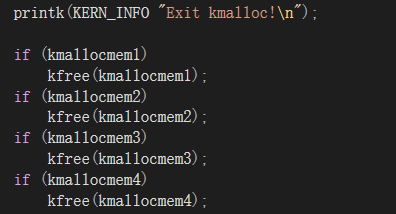 printk(KERN_INFO "Exit kmalloc!\n");
if (kmallocmem1)
kfree(kmallocmem1);
if (kmallocmem2)
kfree(kmallocmem2);
if (kmallocmem3)
kfree(kmallocmem3);
if (kmallocmem4)
kfree(kmallocmem4);